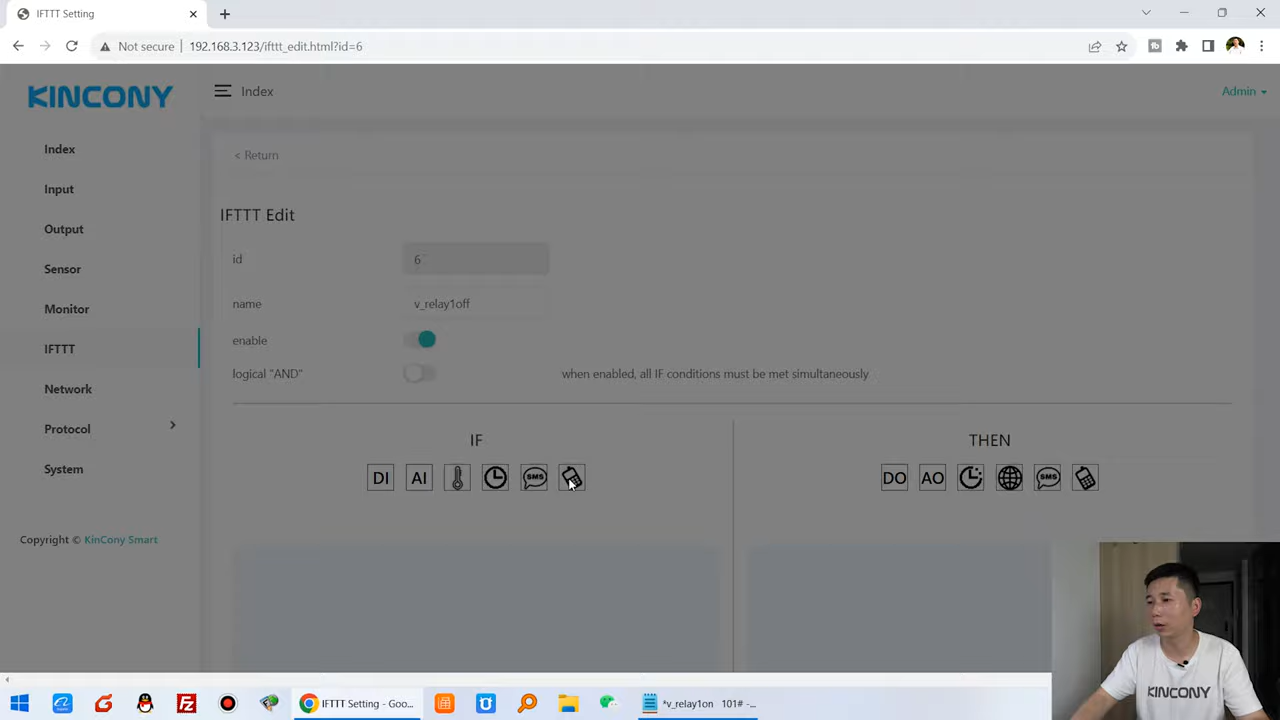 IFTTT Setting
Not secure
192.168.3.123/ifttt_edit.html?id=6
KINCONY
Index
Admin
Index
Input
Output
Sensor
Monitor
IFTTT
Network
Protocol
System
Copyright © KinCony Smart
< Return
IFTTT Edit
id
6
name
v_relay1off
enable
logical "AND"
when enabled, all IF conditions must be met simultaneously
IF
THEN
DI
AI
SMS
DO
AO
SMS
KINCONY
IFTTT Setting - Goo...
*v_relay1on 101# -...